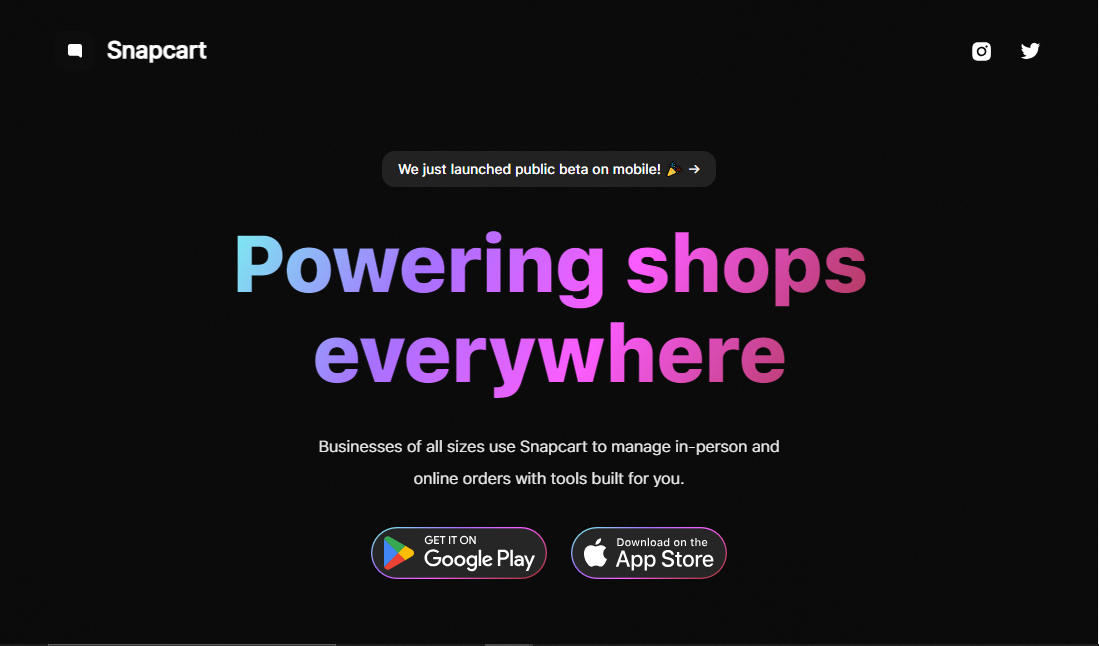 Snapcart
We just launched public beta on mobile! 🎉 →
Powering shops
everywhere
Businesses of all sizes use Snapcart to manage in-person and
online orders with tools built for you.
GET IT ON
Google Play
Download on the
App Store